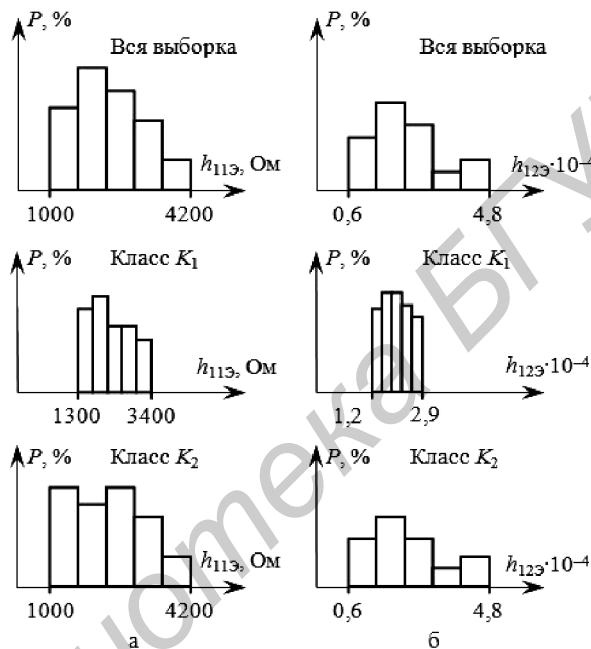 P, %
Вся выборка
h11Э, Ом
1000
4200
P, %
Вся выборка
h12Э·10–4
0,6
4,8
P, %
Класс K1
h11Э, Ом
1300
3400
P, %
Класс K1
h12Э·10–4
1,2
2,9
P, %
Класс K2
h11Э, Ом
1000
4200
а
P, %
Класс K2
h12Э·10–4
0,6
4,8
б